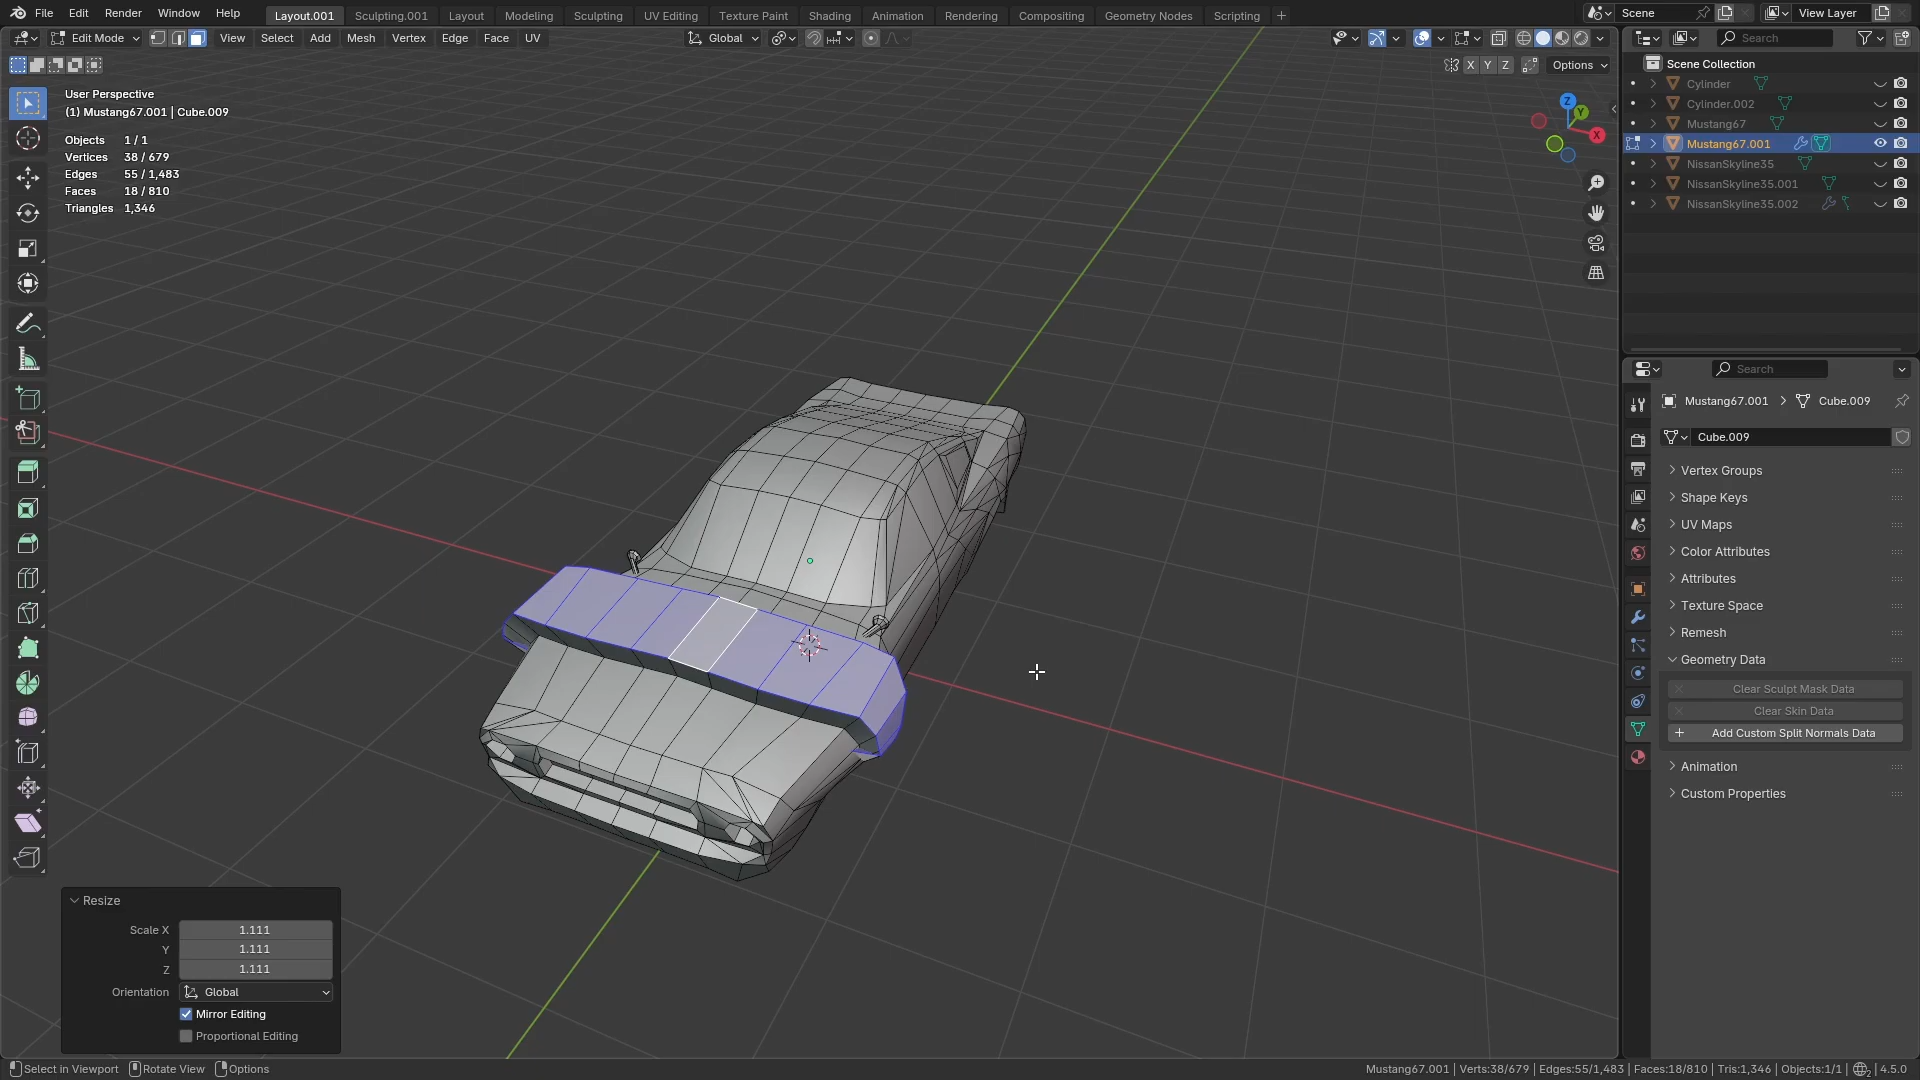 File Edit Render Window Help Layout.001 Sculpting.001 Layout Modeling Sculpting UV Editing Texture Paint Shading Animation Rendering Compositing Geometry Nodes Scripting + Scene View Layer
Edit Mode View Select Add Mesh Vertex Edge Face UV Global Search
X Y Z Options
User Perspective
(1) Mustang67.001 | Cube.009
Objects 1 / 1
Vertices 38 / 679
Edges 55 / 1,483
Faces 18 / 810
Triangles 1,346
Z
Y
X
Scene Collection
Cylinder
Cylinder.002
Mustang67
Mustang67.001
NissanSkyline35
NissanSkyline35.001
NissanSkyline35.002
Search
Mustang67.001 > Cube.009
Cube.009
Vertex Groups
Shape Keys
UV Maps
Color Attributes
Attributes
Texture Space
Remesh
Geometry Data
Clear Sculpt Mask Data
Clear Skin Data
+ Add Custom Split Normals Data
Animation
Custom Properties
Resize
Scale X 1.111
Y 1.111
Z 1.111
Orientation Global
Mirror Editing
Proportional Editing
Select in Viewport Rotate View Options Mustang67.001 | Verts:38/679 | Edges:55/1,483 | Faces:18/810 | Tris:1,346 | Objects:1/1 | 2 | 4.5.0